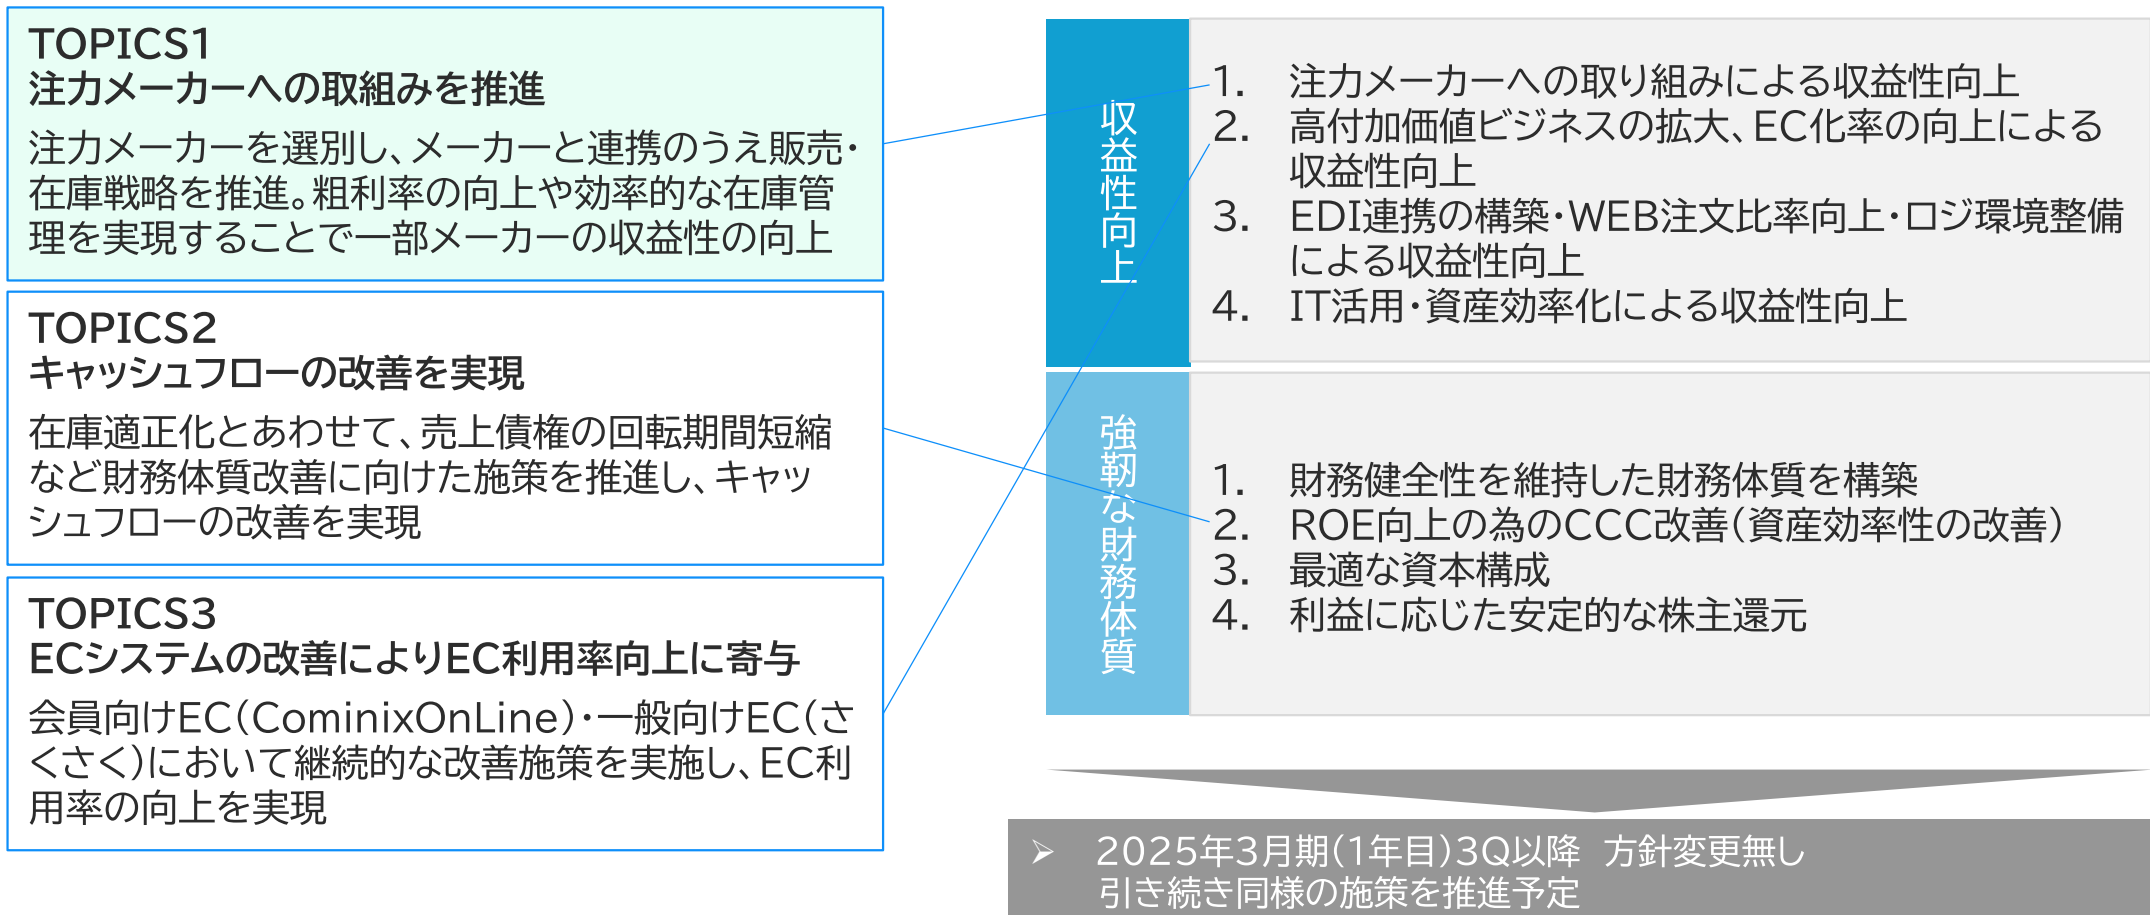 TOPICS1
注力メーカーへの取組みを推進
注力メーカーを選別し、メーカーと連携のうえ販売・
在庫戦略を推進。粗利率の向上や効率的な在庫管
理を実現することで一部メーカーの収益性の向上
TOPICS2
キャッシュフローの改善を実現
在庫適正化とあわせて、売上債権の回転期間短縮
など財務体質改善に向けた施策を推進し、キャッ
シュフローの改善を実現
TOPICS3
ECシステムの改善によりEC利用率向上に寄与
会員向けEC(CominixOnLine)・一般向けEC(さ
くさく)において継続的な改善施策を実施し、EC利
用率の向上を実現
収益性向上
1. 注力メーカーへの取り組みによる収益性向上
2. 高付加価値ビジネスの拡大、EC化率の向上による
収益性向上
3. EDI連携の構築・WEB注文比率向上・ロジ環境整備
による収益性向上
4. IT活用・資産効率化による収益性向上
強靭な財務体質
1. 財務健全性を維持した財務体質を構築
2. ROE向上の為のCCC改善(資産効率性の改善)
3. 最適な資本構成
4. 利益に応じた安定的な株主還元
➢ 2025年3月期(1年目)3Q以降 方針変更無し
引き続き同様の施策を推進予定